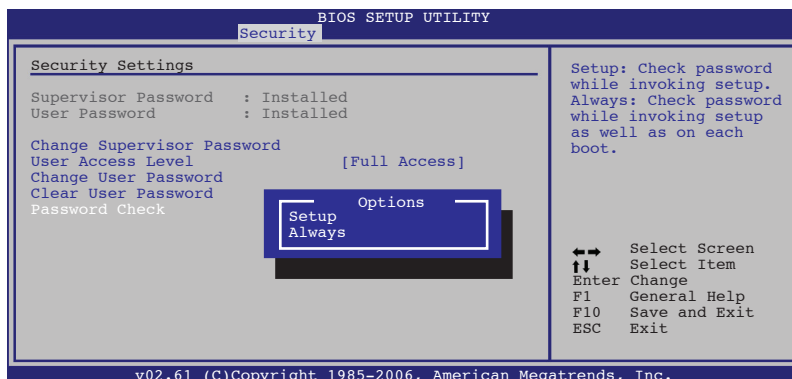 BIOS SETUP UTILITY
Security
Security Settings
Supervisor Password : Installed
User Password : Installed
Change Supervisor Password
User Access Level [Full Access]
Change User Password
Clear User Password
Password Check
Options
Setup
Always
Setup: Check password
while invoking setup.
Always: Check password
while invoking setup
as well as on each
boot.
←→ Select Screen
↑↓ Select Item
Enter Change
F1 General Help
F10 Save and Exit
ESC Exit
v02.61 (C)Copyright 1985-2006, American Megatrends, Inc.